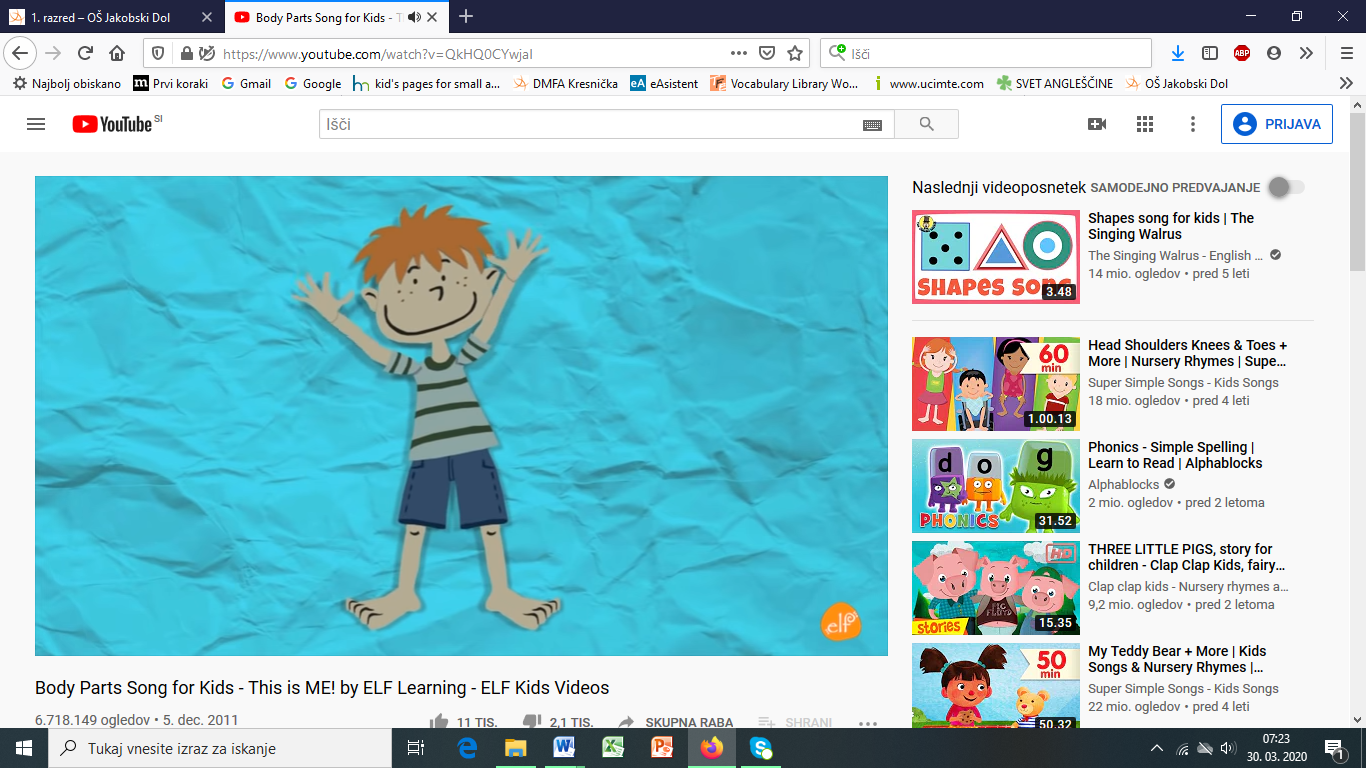 1. razred – OŠ Jakobski Dol
Body Parts Song for Kids - Th
https://www.youtube.com/watch?v=QkHQ0CYwjaI
Išči
ABP
Najbolj obiskano
m Prvi koraki
G Gmail
G Google
kid's pages for small a...
DMFA Kresnička
eA eAsistent
Vocabulary Library Wo...
www.ucimte.com
SVET ANGLEŠČINE
OŠ Jakobski Dol
YouTube SI
Išči
PRIJAVA
elf
Body Parts Song for Kids - This is ME! by ELF Learning - ELF Kids Videos
6.718.149 ogledov • 5. dec. 2011
11 TIS.
2,1 TIS.
SKUPNA RABA
SHRANI
Naslednji videoposnetek
SAMODEJNO PREDVAJANJE
SHAPES SONG
3.48
Shapes song for kids | The
Singing Walrus
The Singing Walrus - English ...
14 mio. ogledov • pred 5 leti
60
min
1.00.13
Head Shoulders Knees & Toes +
More | Nursery Rhymes | Supe...
Super Simple Songs - Kids Songs
18 mio. ogledov • pred 4 leti
d o g
PHONICS
31.52
Phonics - Simple Spelling |
Learn to Read | Alphablocks
Alphablocks
2 mio. ogledov • pred 2 letoma
HD
PIG
FLOYD
stories
15.35
THREE LITTLE PIGS, story for
children - Clap Clap Kids, fairy...
Clap clap kids - Nursery rhymes a...
9,2 mio. ogledov • pred 2 letoma
50
min
50.32
My Teddy Bear + More | Kids
Songs & Nursery Rhymes |...
Super Simple Songs - Kids Songs
22 mio. ogledov • pred 4 leti
Tukaj vnesite izraz za iskanje
07:23
30. 03. 2020
1